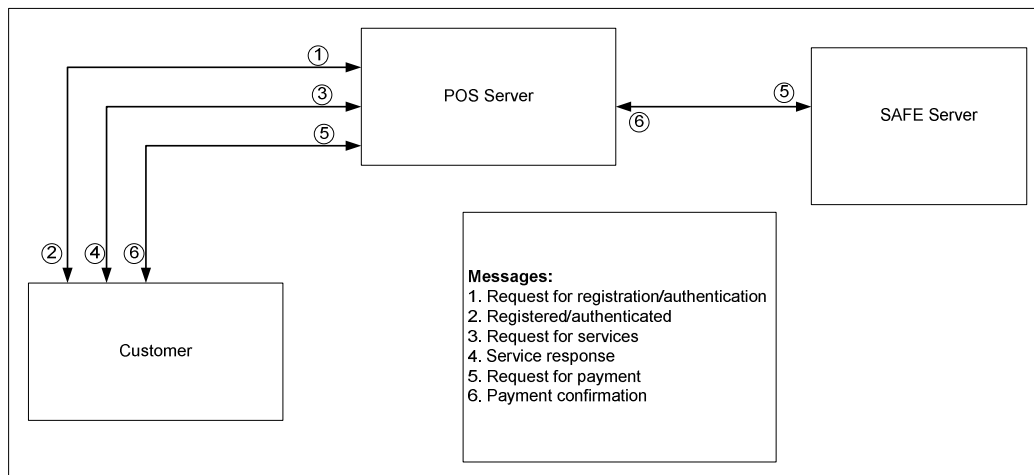 ①
③
POS Server
⑤
⑤
⑥
SAFE Server
②
④
⑥
Customer
Messages:
1. Request for registration/authentication
2. Registered/authenticated
3. Request for services
4. Service response
5. Request for payment
6. Payment confirmation